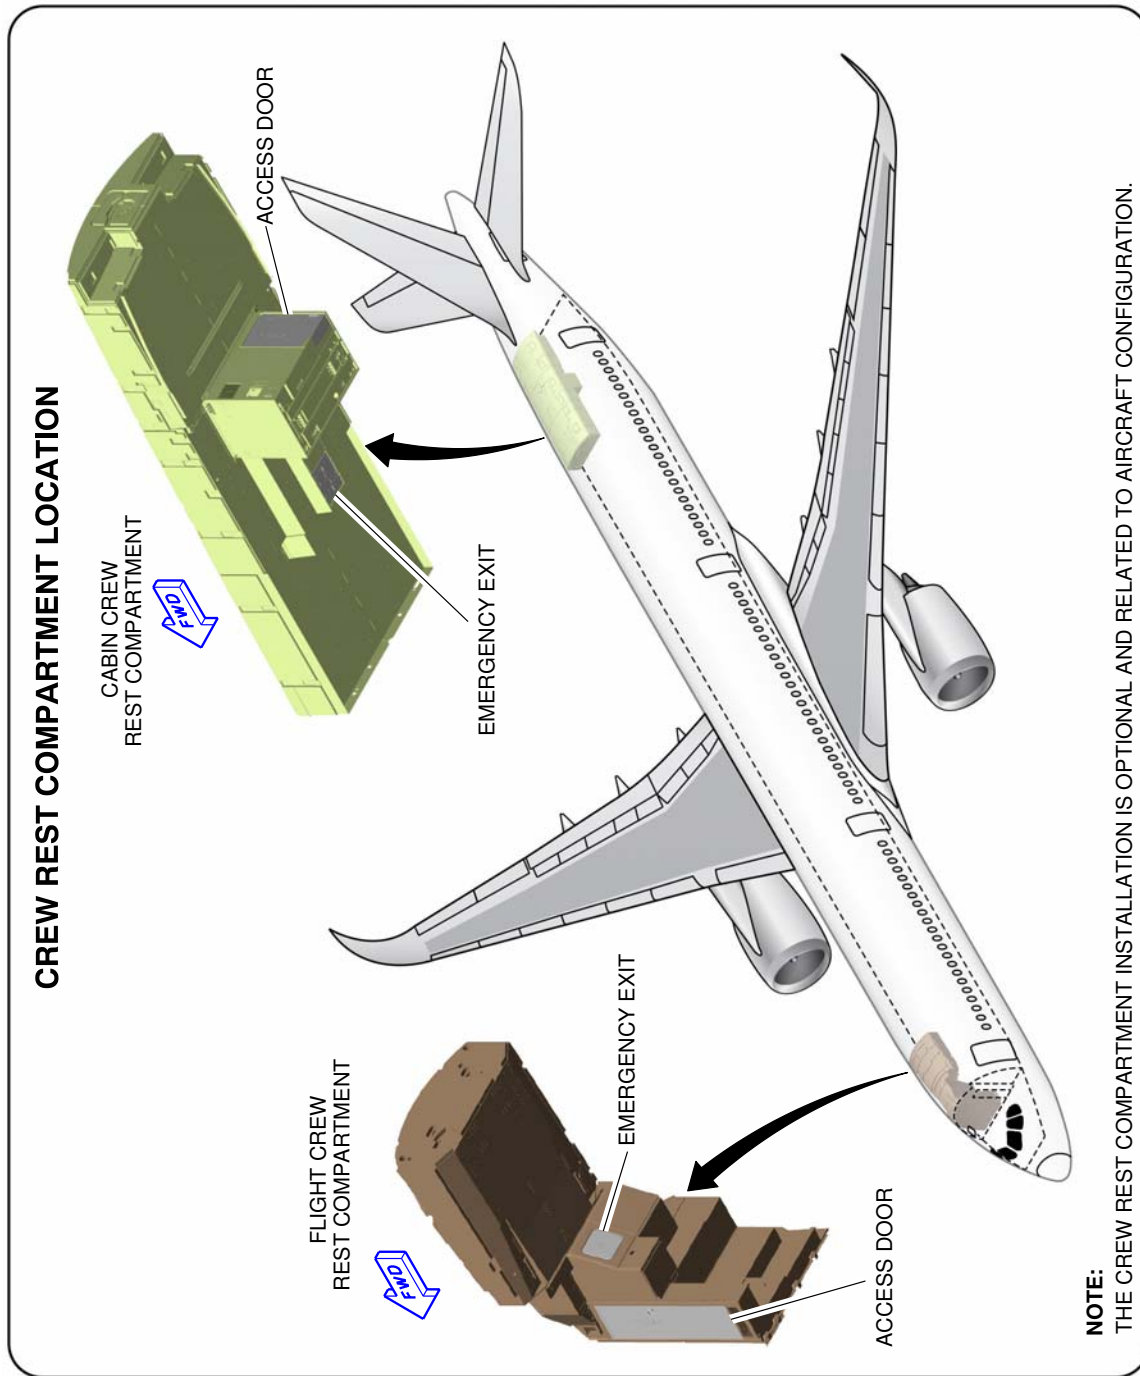 CREW REST COMPARTMENT LOCATION
FLIGHT CREW
REST COMPARTMENT
FWD
EMERGENCY EXIT
ACCESS DOOR
CABIN CREW
REST COMPARTMENT
FWD
ACCESS DOOR
EMERGENCY EXIT
NOTE:
THE CREW REST COMPARTMENT INSTALLATION IS OPTIONAL AND RELATED TO AIRCRAFT CONFIGURATION.